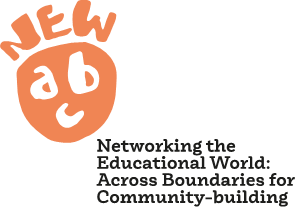 NEW
abc
Networking the
Educational World:
Across Boundaries for
Community-building